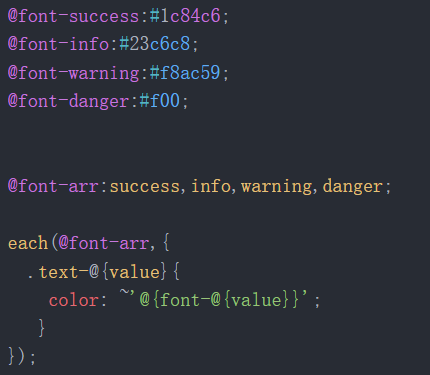 @font-success:#1c84c6;
@font-info:#23c6c8;
@font-warning:#f8ac59;
@font-danger:#f00;
@font-arr:success,info,warning,danger;
each(@font-arr,{
.text-@{value}{
color: ~'@{font-@{value}}';
}
});